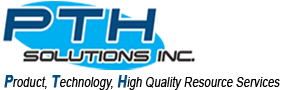 PTH
SOLUTIONS INC.
Product, Technology, High Quality Resource Services